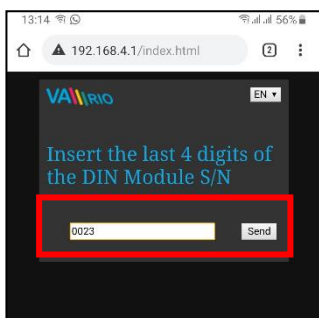 13:14 56%
192.168.4.1/index.html 2
VALLRIO EN
Insert the last 4 digits of
the DIN Module S/N
0023 Send